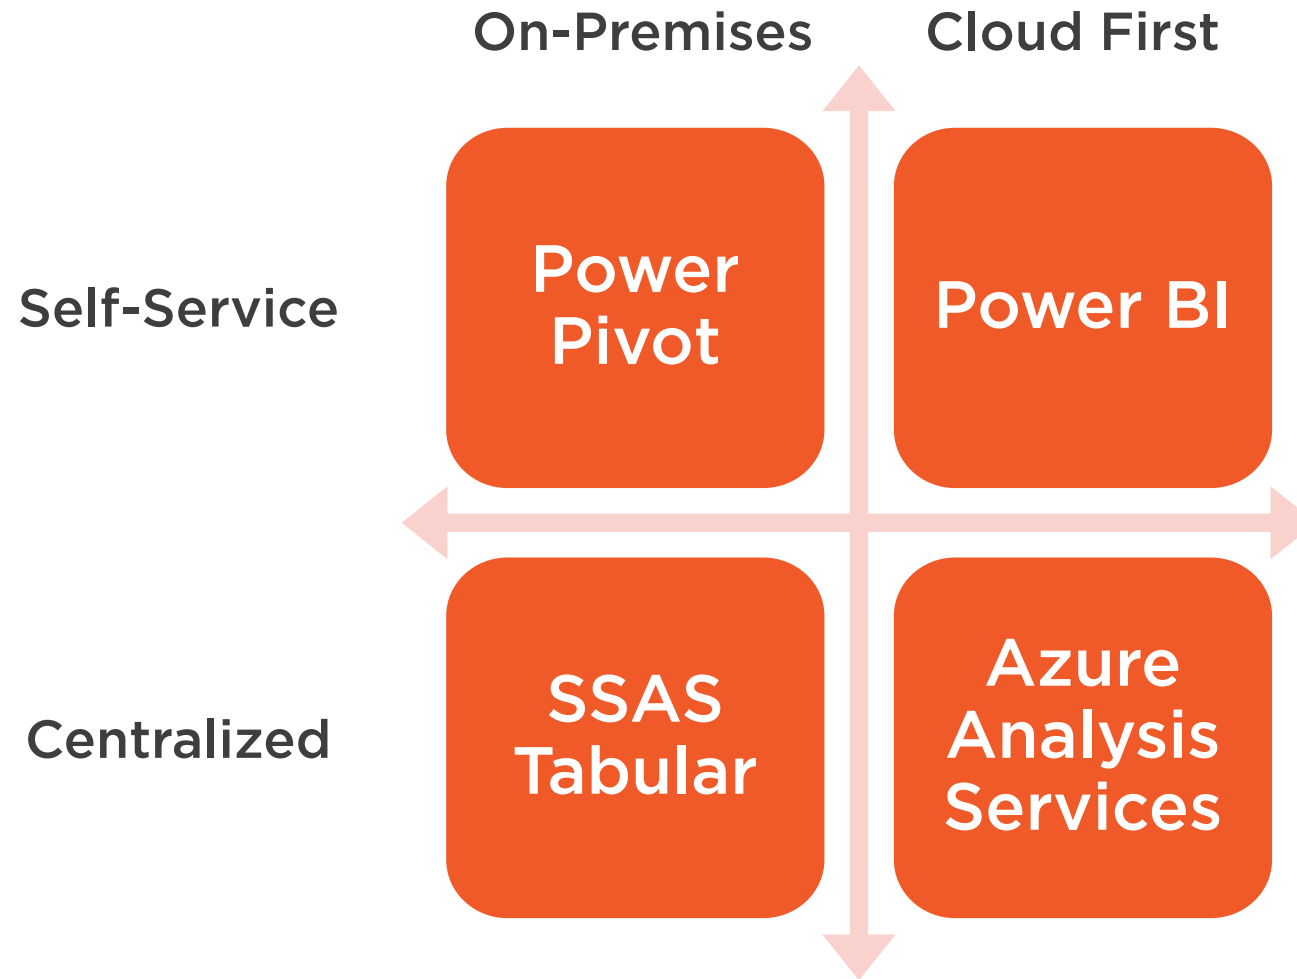 On-Premises
Cloud First
Self-Service
Power
Pivot
Power BI
Centralized
SSAS
Tabular
Azure
Analysis
Services